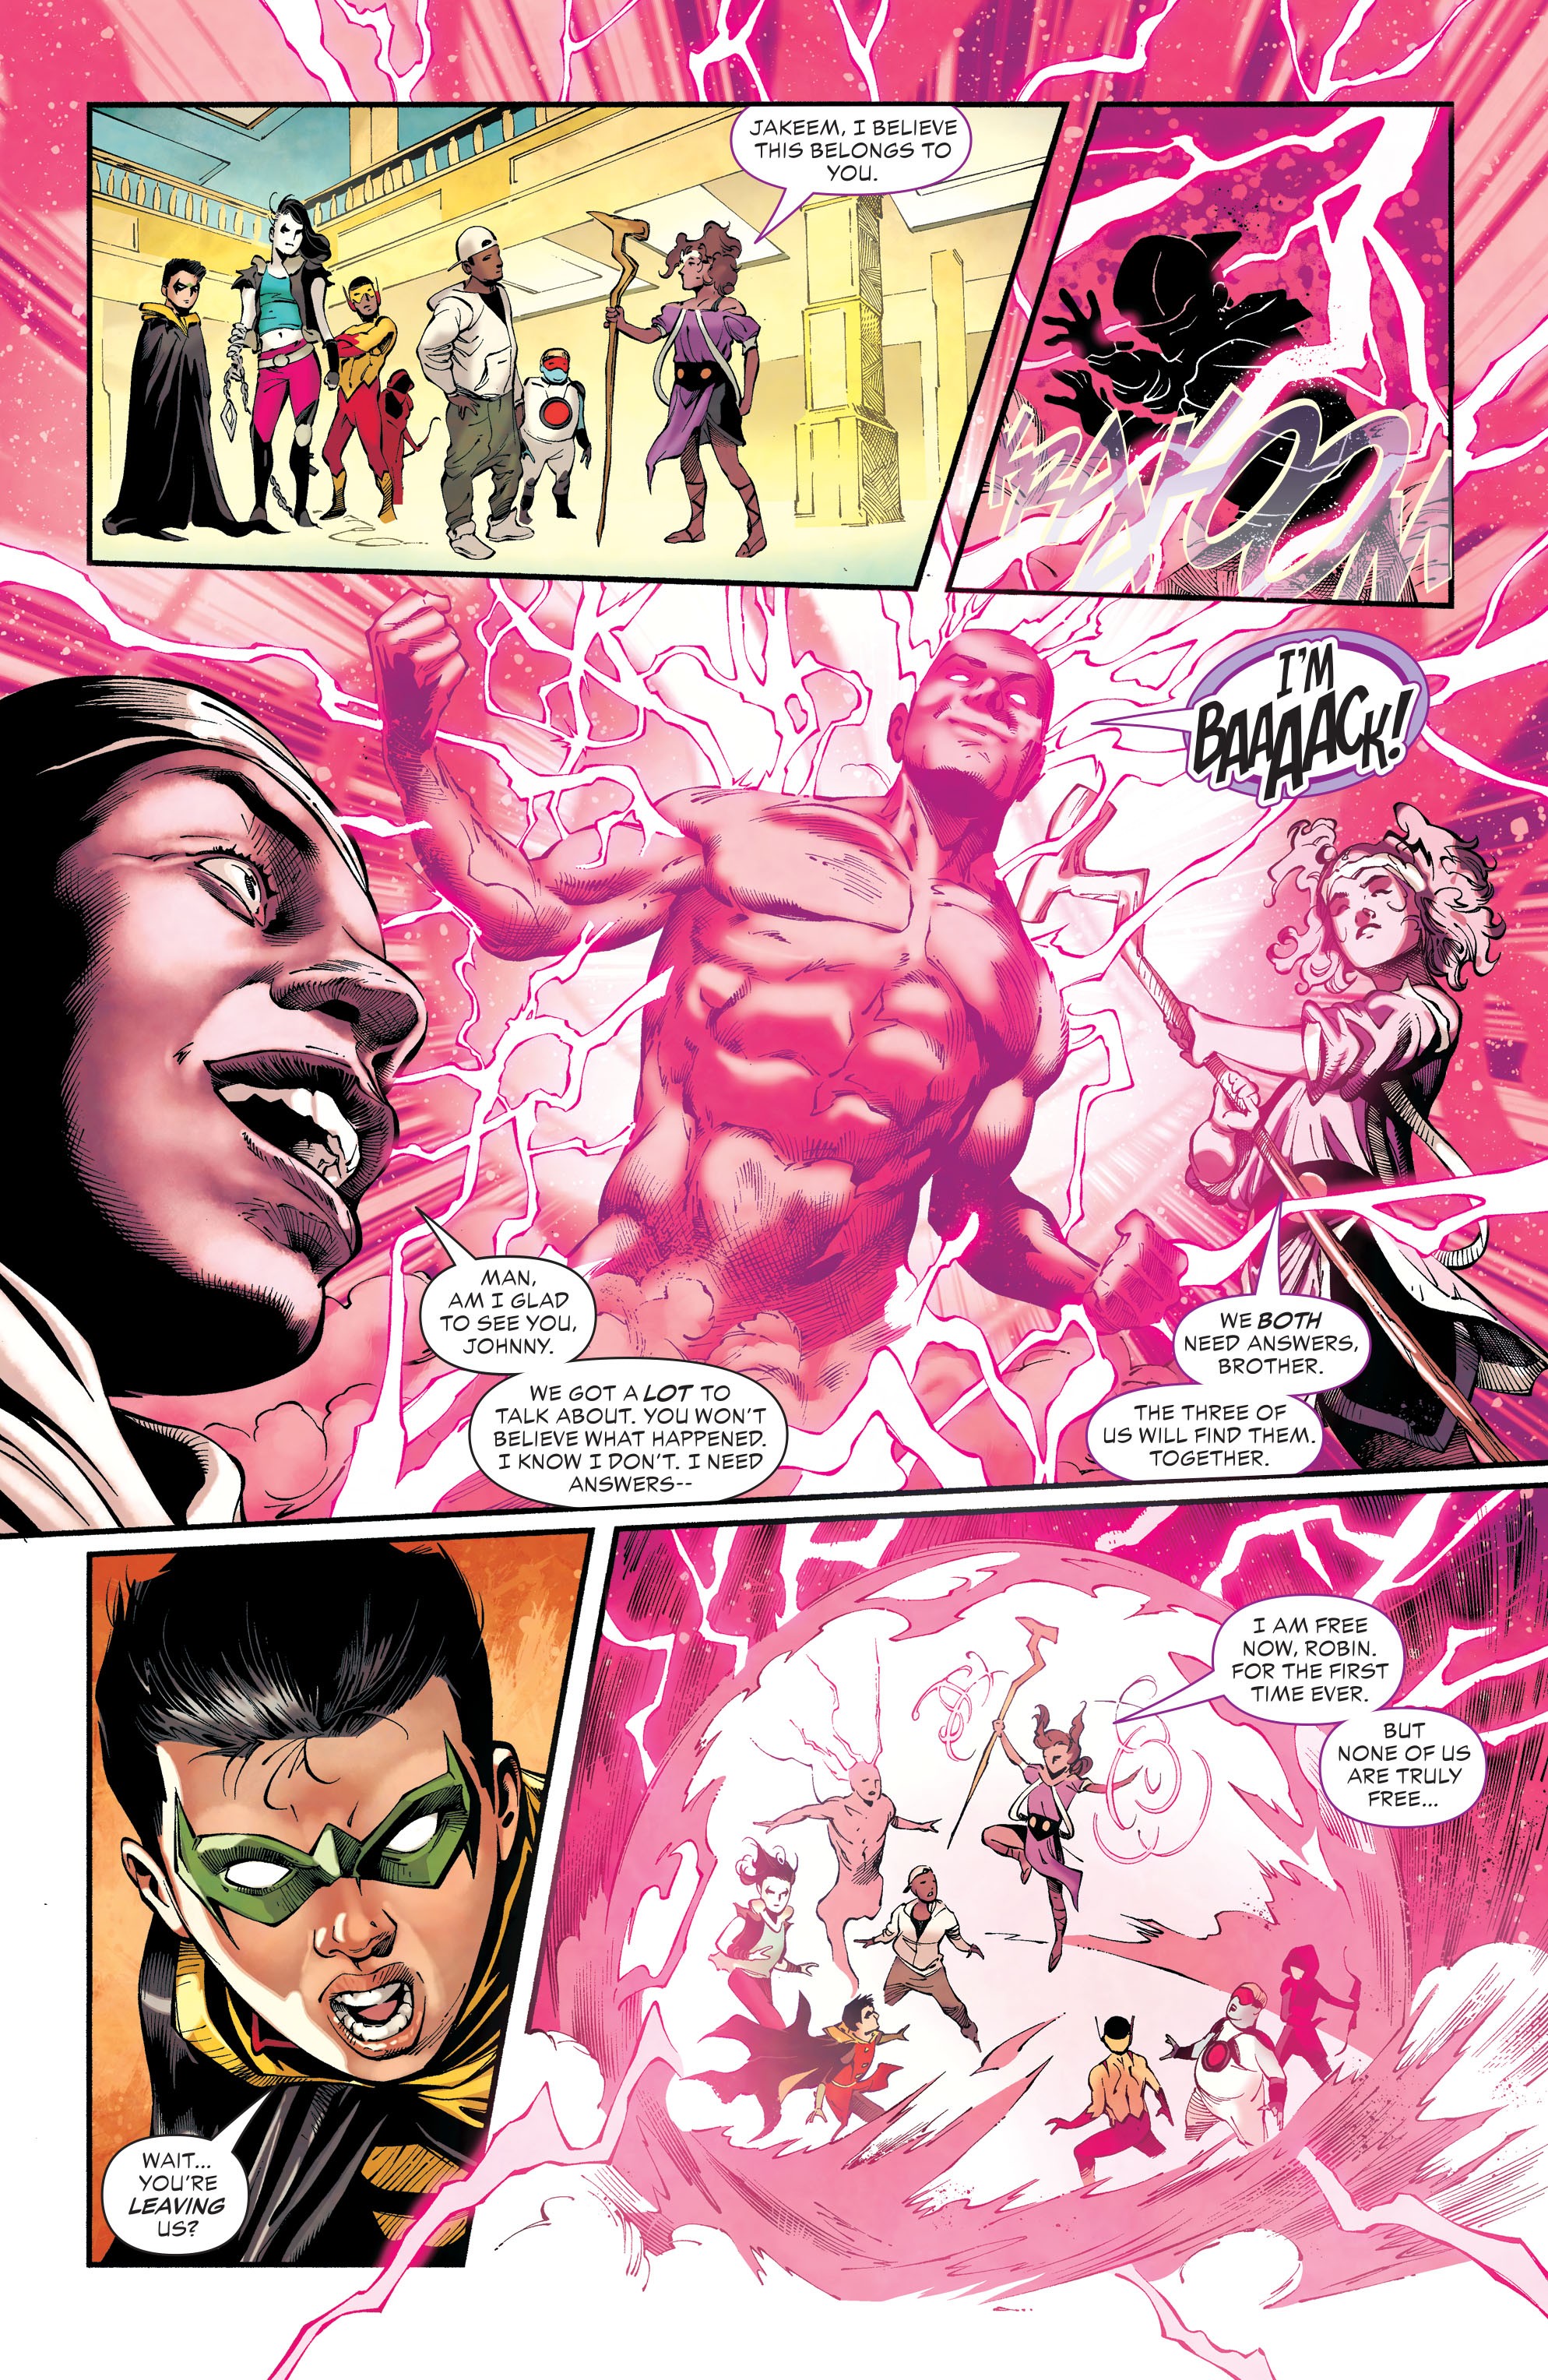 JAKEEM, I BELIEVE
THIS BELONGS TO
YOU.
KRAKOOOM
I'M
BAAAACK!
MAN,
AM I GLAD
TO SEE YOU,
JOHNNY.
WE GOT A LOT TO
TALK ABOUT. YOU WON'T
BELIEVE WHAT HAPPENED.
I KNOW I DON'T. I NEED
ANSWERS--
WE BOTH
NEED ANSWERS,
BROTHER.
THE THREE OF
US WILL FIND THEM.
TOGETHER.
WAIT...
YOU'RE
LEAVING
US?
I AM FREE
NOW, ROBIN.
FOR THE FIRST
TIME EVER.
BUT
NONE OF US
ARE TRULY
FREE...